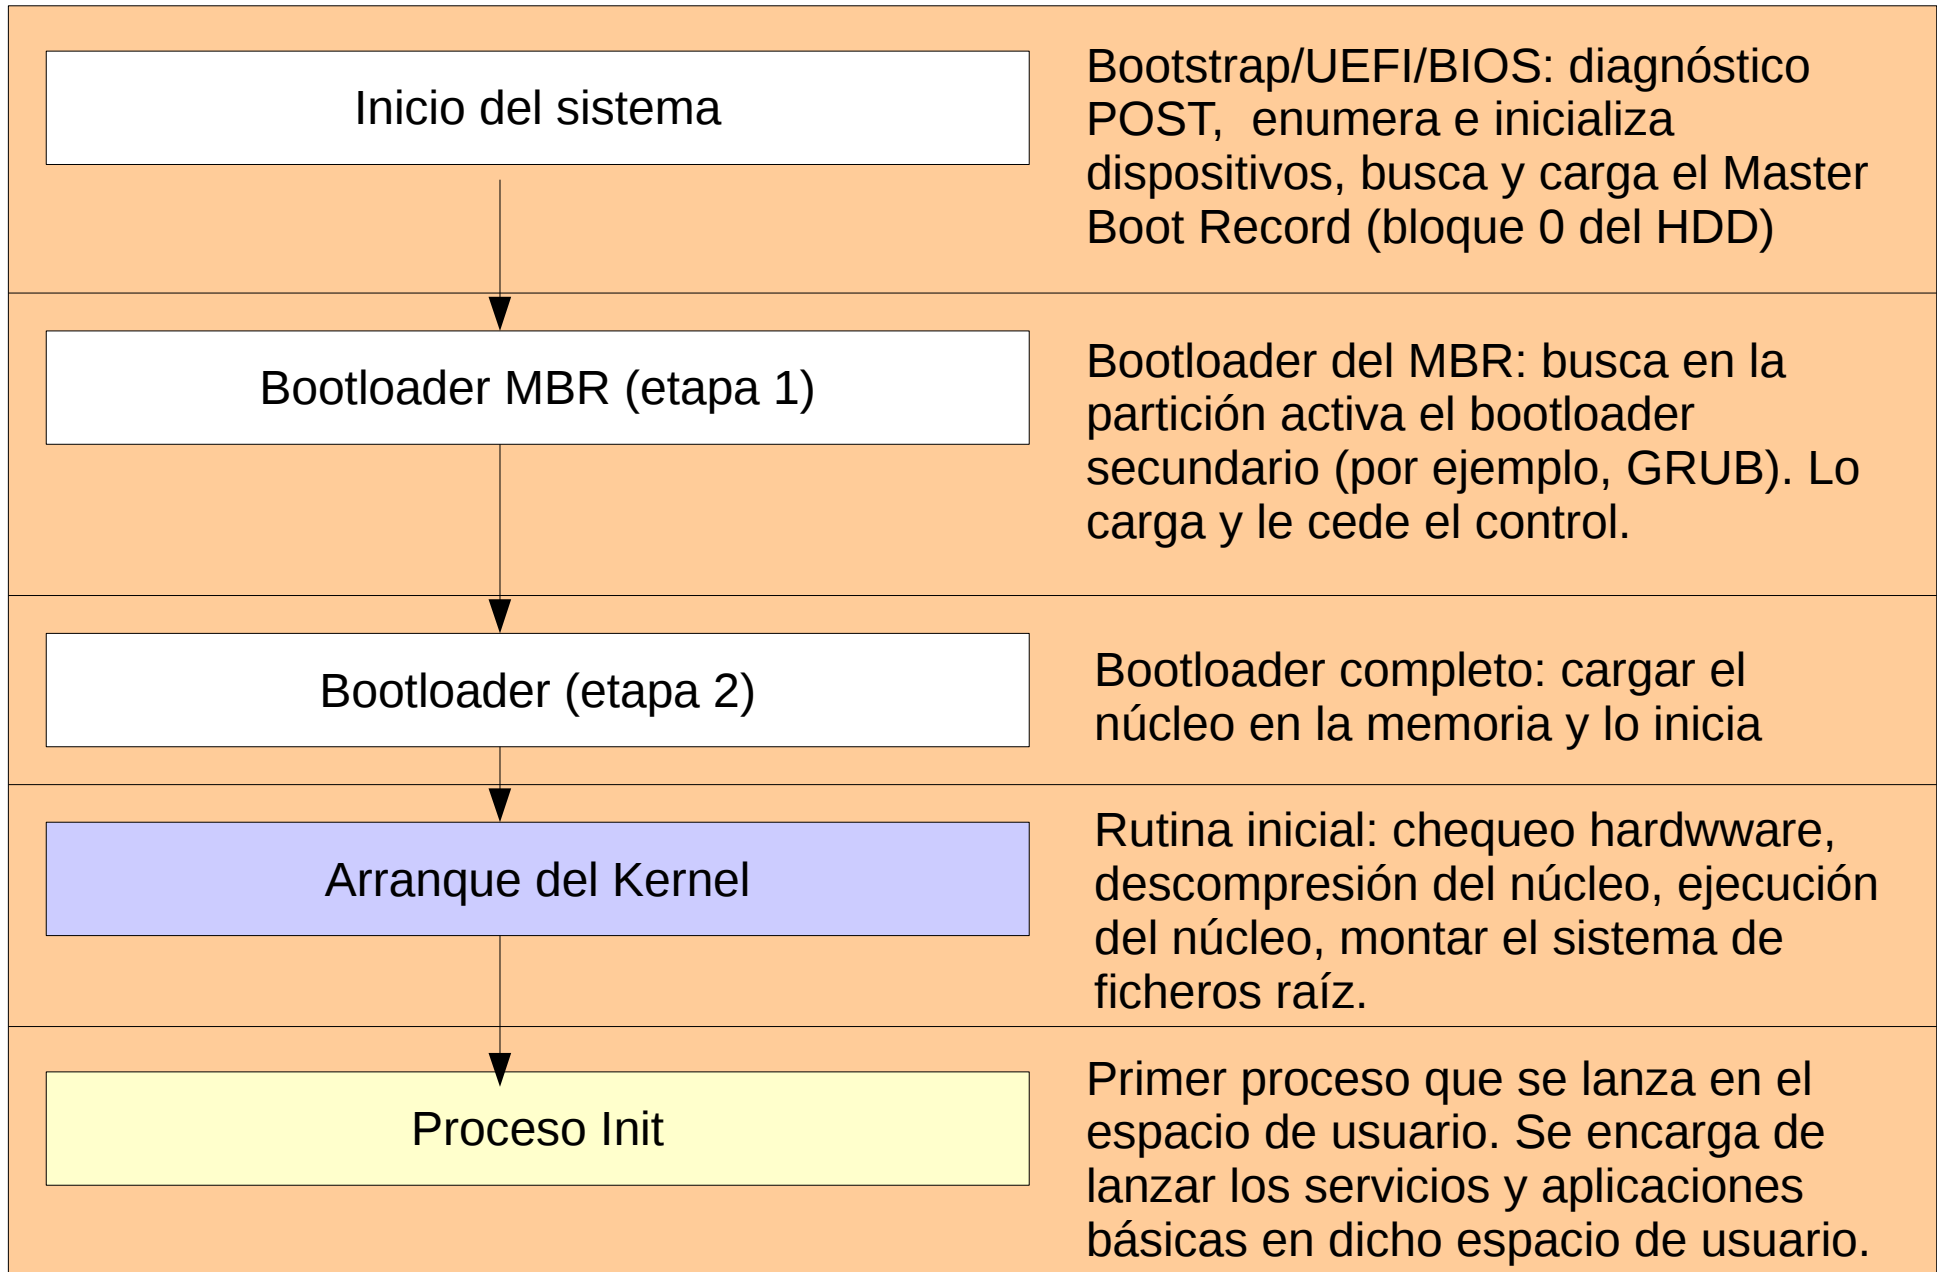 Inicio del sistema
Bootstrap/UEFI/BIOS: diagnóstico
POST,  enumera e inicializa
dispositivos, busca y carga el Master
Boot Record (bloque 0 del HDD)
Bootloader MBR (etapa 1)
Bootloader del MBR: busca en la
partición activa el bootloader
secundario (por ejemplo, GRUB). Lo
carga y le cede el control.
Bootloader (etapa 2)
Bootloader completo: cargar el
núcleo en la memoria y lo inicia
Arranque del Kernel
Rutina inicial: chequeo hardwware,
descompresión del núcleo, ejecución
del núcleo, montar el sistema de
ficheros raíz.
Proceso Init
Primer proceso que se lanza en el
espacio de usuario. Se encarga de
lanzar los servicios y aplicaciones
básicas en dicho espacio de usuario.